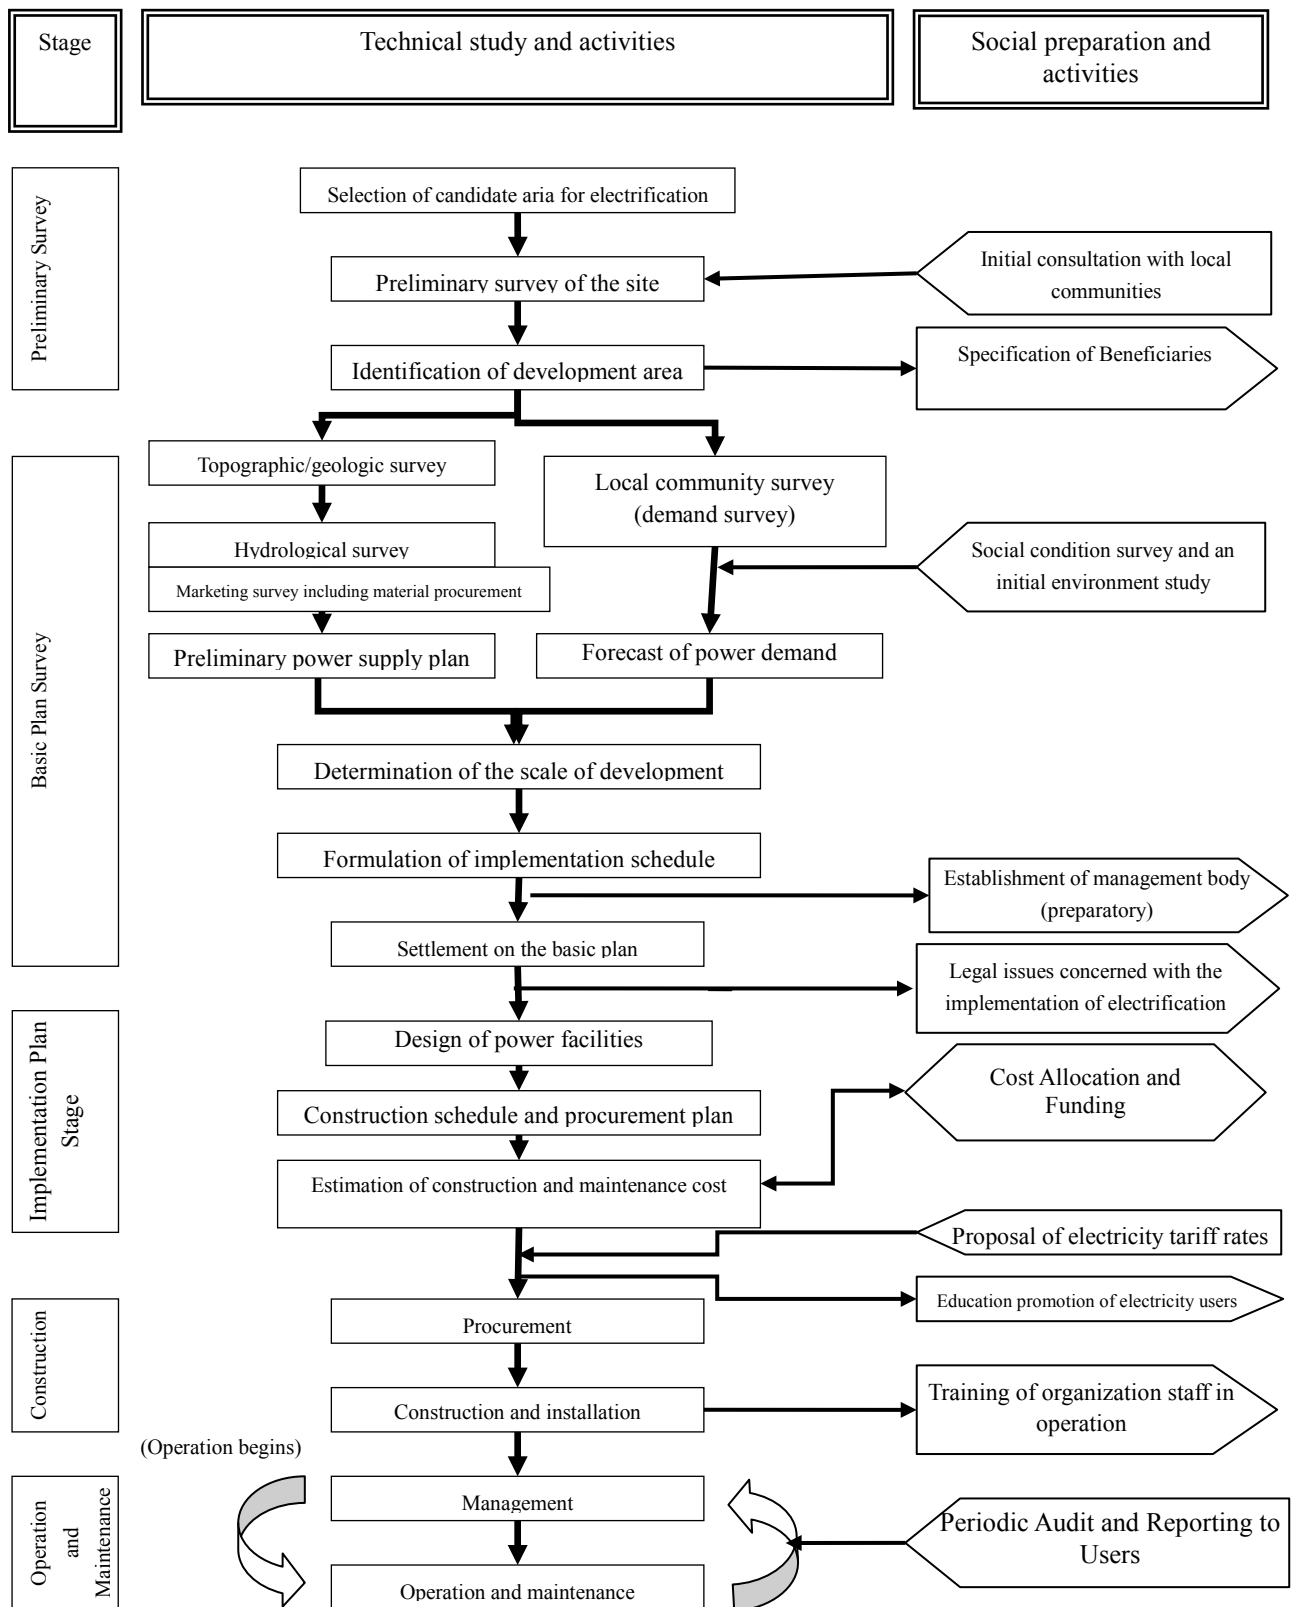 Stage
Technical study and activities
Social preparation and
activities
Preliminary Survey
Selection of candidate aria for electrification
Preliminary survey of the site
Initial consultation with local
communities
Identification of development area
Specification of Beneficiaries
Basic Plan Survey
Topographic/geologic survey
Local community survey
(demand survey)
Hydrological survey
Marketing survey including material procurement
Social condition survey and an
initial environment study
Preliminary power supply plan
Forecast of power demand
Determination of the scale of development
Formulation of implementation schedule
Establishment of management body
(preparatory)
Settlement on the basic plan
Legal issues concerned with the
implementation of electrification
Implementation Plan
Stage
Design of power facilities
Construction schedule and procurement plan
Cost Allocation and
Funding
Estimation of construction and maintenance cost
Proposal of electricity tariff rates
Education promotion of electricity users
Construction
Procurement
Construction and installation
Training of organization staff in
operation
(Operation begins)
Operation
and
Maintenance
Management
Periodic Audit and Reporting to
Users
Operation and maintenance